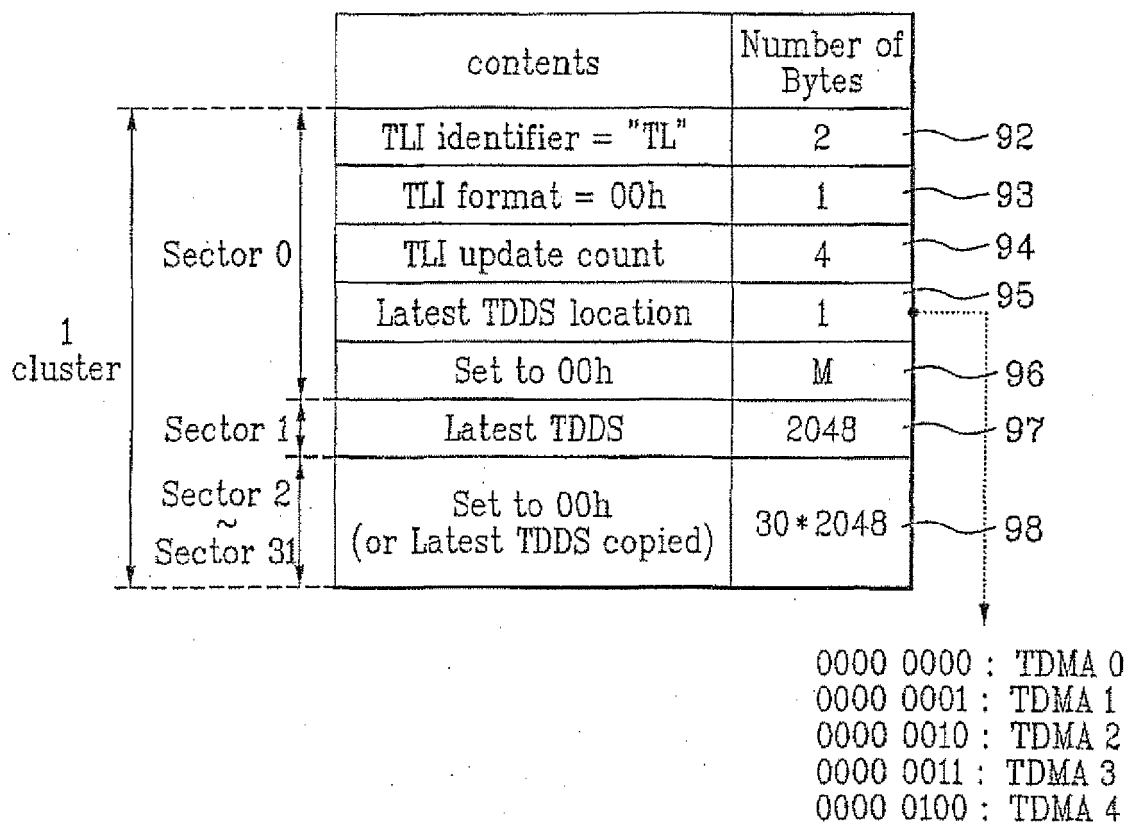 contents
Number of
Bytes
TLI identifier = "TL"
2
92
TLI format = 00h
1
93
Sector 0
TLI update count
4
94
Latest TDDS location
1
95
1
cluster
Set to 00h
M
96
Sector 1
Latest TDDS
2048
97
Sector 2
~
Sector 31
Set to 00h
(or Latest TDDS copied)
30*2048
98
0000 0000 : TDMA 0
0000 0001 : TDMA 1
0000 0010 : TDMA 2
0000 0011 : TDMA 3
0000 0100 : TDMA 4